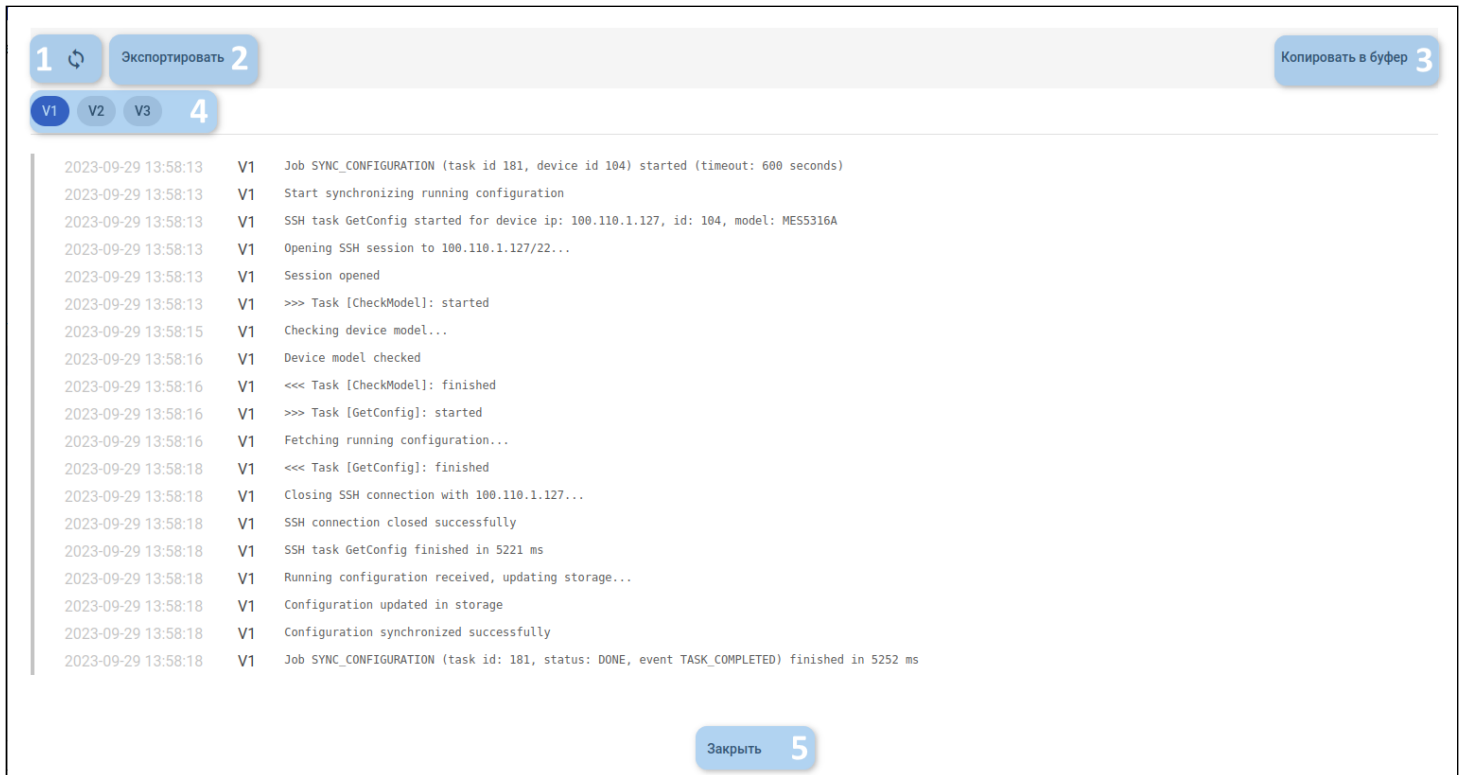 1 Экспортировать 2 Копировать в буфер 3
V1 V2 V3 4
2023-09-29 13:58:13 V1 Job SYNC_CONFIGURATION (task id 181, device id 104) started (timeout: 600 seconds)
2023-09-29 13:58:13 V1 Start synchronizing running configuration
2023-09-29 13:58:13 V1 SSH task GetConfig started for device ip: 100.110.1.127, id: 104, model: MES5316A
2023-09-29 13:58:13 V1 Opening SSH session to 100.110.1.127/22...
2023-09-29 13:58:13 V1 Session opened
2023-09-29 13:58:13 V1 >>> Task [CheckModel]: started
2023-09-29 13:58:15 V1 Checking device model...
2023-09-29 13:58:16 V1 Device model checked
2023-09-29 13:58:16 V1 <<< Task [CheckModel]: finished
2023-09-29 13:58:16 V1 >>> Task [GetConfig]: started
2023-09-29 13:58:16 V1 Fetching running configuration...
2023-09-29 13:58:18 V1 <<< Task [GetConfig]: finished
2023-09-29 13:58:18 V1 Closing SSH connection with 100.110.1.127...
2023-09-29 13:58:18 V1 SSH connection closed successfully
2023-09-29 13:58:18 V1 SSH task GetConfig finished in 5221 ms
2023-09-29 13:58:18 V1 Running configuration received, updating storage...
2023-09-29 13:58:18 V1 Configuration updated in storage
2023-09-29 13:58:18 V1 Configuration synchronized successfully
2023-09-29 13:58:18 V1 Job SYNC_CONFIGURATION (task id: 181, status: DONE, event TASK_COMPLETED) finished in 5252 ms
Закрыть 5